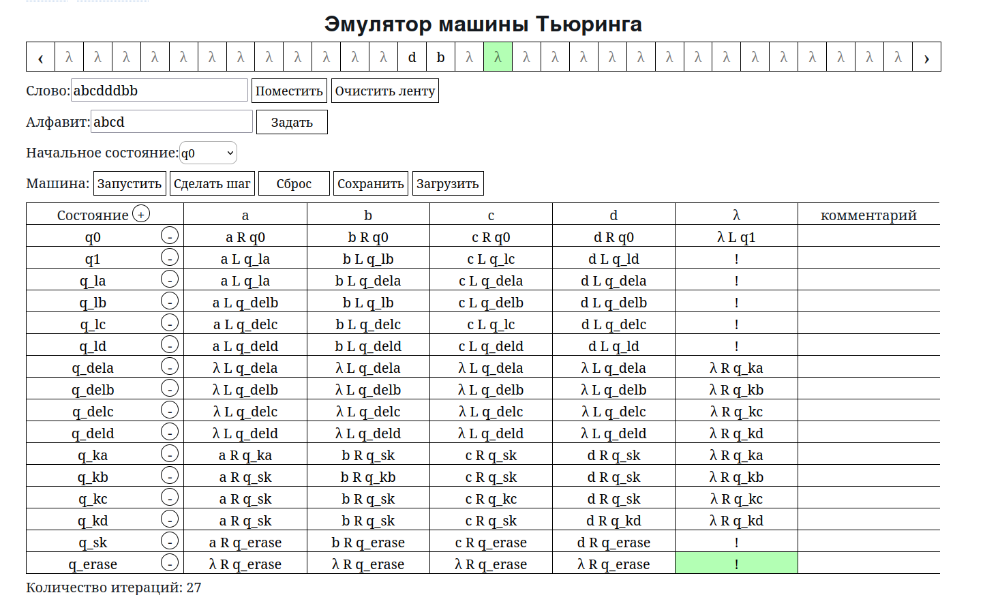 Эмулятор машины Тьюринга
‹ λ λ λ λ λ λ λ λ λ λ λ λ d b λ λ λ λ λ λ λ λ λ λ λ λ λ λ λ λ ›
Слово: abcdddbb Поместить Очистить ленту
Алфавит: abcd Задать
Начальное состояние: q0
Машина: Запустить Сделать шаг Сброс Сохранить Загрузить
Состояние + a b c d λ комментарий
q0 - a R q0 b R q0 c R q0 d R q0 λ L q1
q1 - a L q_la b L q_lb c L q_lc d L q_ld !
q_la - a L q_la b L q_dela c L q_dela d L q_dela !
q_lb - a L q_delb b L q_lb c L q_delb d L q_delb !
q_lc - a L q_delc b L q_delc c L q_lc d L q_delc !
q_ld - a L q_deld b L q_deld c L q_deld d L q_ld !
q_dela - λ L q_dela λ L q_dela λ L q_dela λ L q_dela λ R q_ka
q_delb - λ L q_delb λ L q_delb λ L q_delb λ L q_delb λ R q_kb
q_delc - λ L q_delc λ L q_delc λ L q_delc λ L q_delc λ R q_kc
q_deld - λ L q_deld λ L q_deld λ L q_deld λ L q_deld λ R q_kd
q_ka - a R q_ka b R q_sk c R q_sk d R q_sk λ R q_ka
q_kb - a R q_sk b R q_kb c R q_sk d R q_sk λ R q_kb
q_kc - a R q_sk b R q_sk c R q_kc d R q_sk λ R q_kc
q_kd - a R q_sk b R q_sk c R q_sk d R q_kd λ R q_kd
q_sk - a R q_erase b R q_erase c R q_erase d R q_erase !
q_erase - λ R q_erase λ R q_erase λ R q_erase λ R q_erase !
Количество итераций: 27